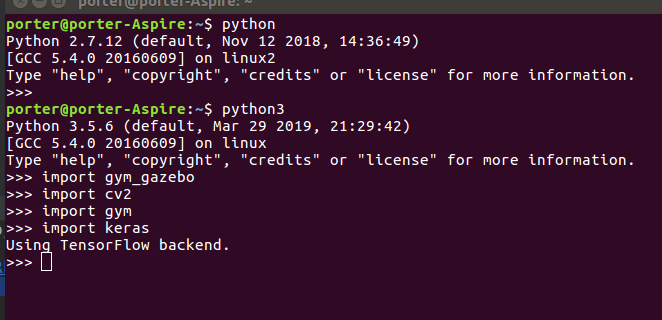 porter@porter-Aspire: ~
porter@porter-Aspire:~$ python
Python 2.7.12 (default, Nov 12 2018, 14:36:49)
[GCC 5.4.0 20160609] on linux2
Type "help", "copyright", "credits" or "license" for more information.
>>>
porter@porter-Aspire:~$ python3
Python 3.5.6 (default, Mar 29 2019, 21:29:42)
[GCC 5.4.0 20160609] on linux
Type "help", "copyright", "credits" or "license" for more information.
>>> import gym_gazebo
>>> import cv2
>>> import gym
>>> import keras
Using TensorFlow backend.
>>>